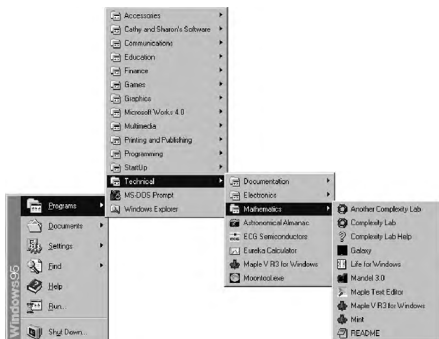 Accessories
Cathy and Sharon's Software
Communications
Education
Finance
Games
Graphics
Microsoft Works 4.0
Multimedia
Printing and Publishing
Programming
StartUp
Technical
MS-DOS Prompt
Windows Explorer
Documentation
Electronics
Mathematics
Astronomical Almanac
ECG Semiconductors
Eureka Calculator
Maple V R3 for Windows
Moontool.exe
Another Complexity Lab
Complexity Lab
Complexity Lab Help
Galaxy
Life for Windows
Mandel 3.0
Maple Text Editor
Maple V R3 for Windows
Mint
README
Programs
Documents
Settings
Find
Help
Run...
Shut Down...
Windows95